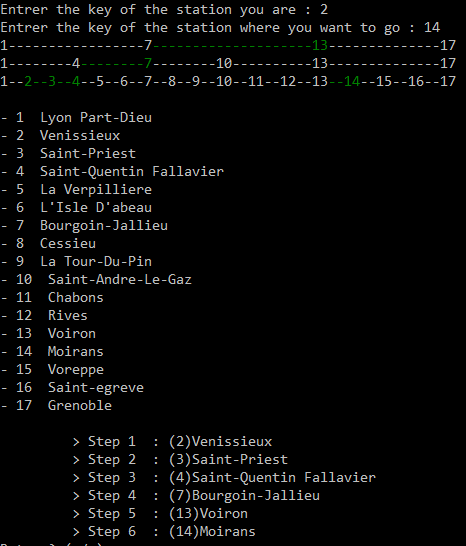 Entrer the key of the station you are : 2
Entrer the key of the station where you want to go : 14
1-----------------7--------------------13--------------17
1--------4--------7--------10----------13--------------17
1--2--3--4--5--6--7--8--9--10--11--12--13--14--15--16--17
- 1  Lyon Part-Dieu
- 2  Venissieux
- 3  Saint-Priest
- 4  Saint-Quentin Fallavier
- 5  La Verpilliere
- 6  L'Isle D'abeau
- 7  Bourgoin-Jallieu
- 8  Cessieu
- 9  La Tour-Du-Pin
- 10  Saint-Andre-Le-Gaz
- 11  Chabons
- 12  Rives
- 13  Voiron
- 14  Moirans
- 15  Voreppe
- 16  Saint-egreve
- 17  Grenoble
> Step 1  : (2)Venissieux
> Step 2  : (3)Saint-Priest
> Step 3  : (4)Saint-Quentin Fallavier
> Step 4  : (7)Bourgoin-Jallieu
> Step 5  : (13)Voiron
> Step 6  : (14)Moirans